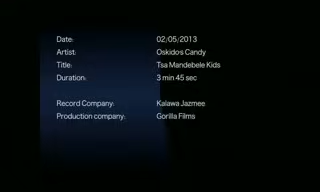 Date: 02/05/2013
Artist: Oskido's Candy
Title: Tsa Mandebele Kids
Duration: 3 min 45 sec
Record Company: Kalawa Jazmee
Production company: Gorilla Films